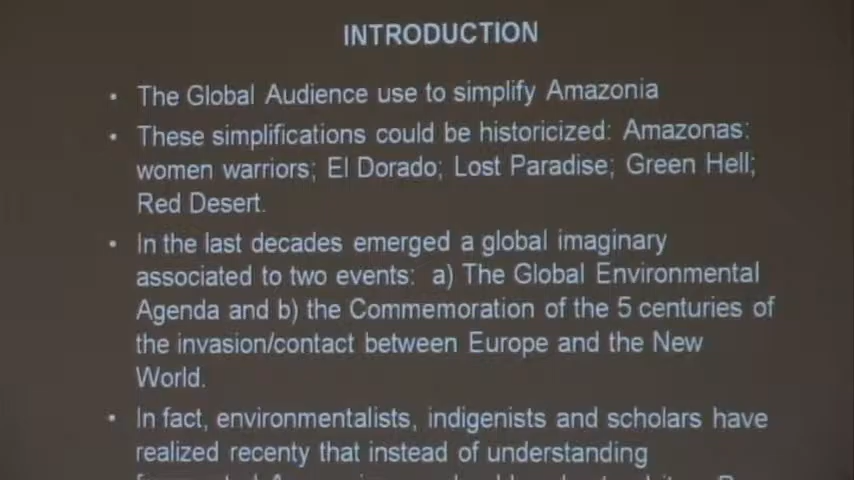 INTRODUCTION
• The Global Audience use to simplify Amazonia
• These simplifications could be historicized: Amazonas:
women warriors; El Dorado; Lost Paradise; Green Hell;
Red Desert.
• In the last decades emerged a global imaginary
associated to two events: a) The Global Environmental
Agenda and b) the Commemoration of the 5 centuries of
the invasion/contact between Europe and the New
World.
• In fact, environmentalists, indigenists and scholars have
realized recenty that instead of understanding